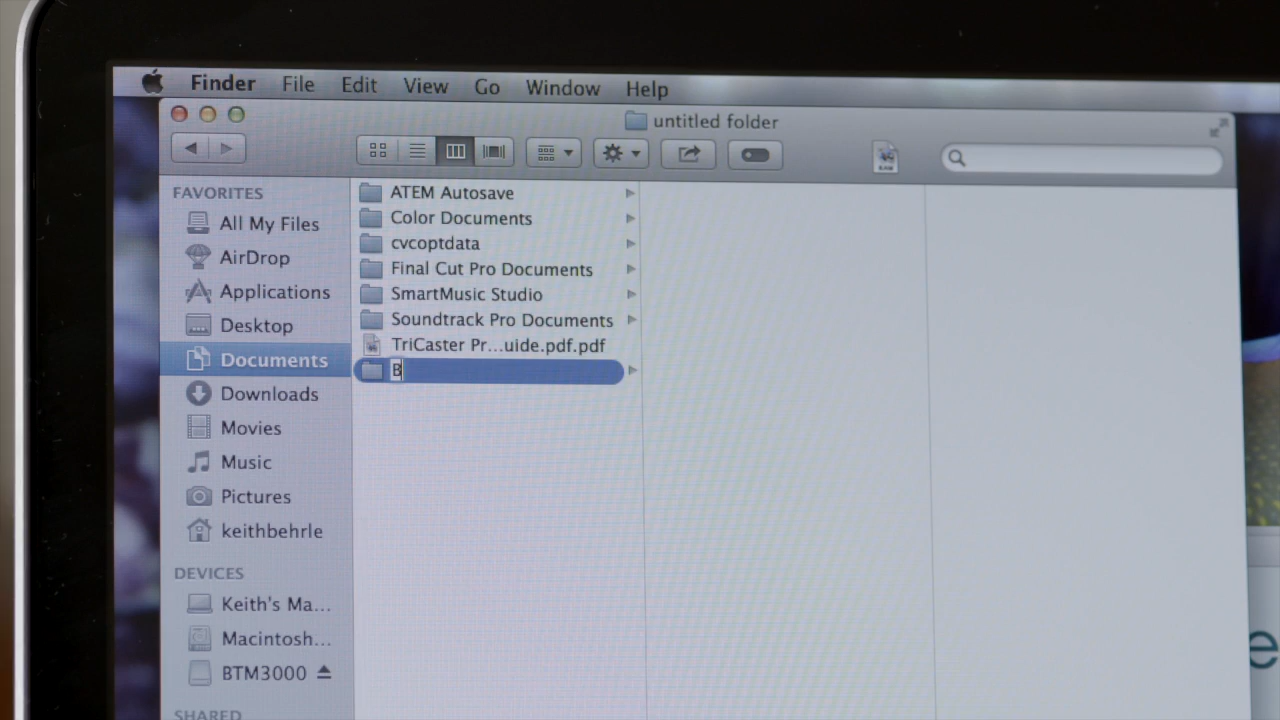 Finder File Edit View Go Window Help
untitled folder
FAVORITES
All My Files
AirDrop
Applications
Desktop
Documents
Downloads
Movies
Music
Pictures
keithbehrle
DEVICES
Keith's Ma...
Macintosh...
BTM3000
SHARED
ATEM Autosave
Color Documents
cvcoptdata
Final Cut Pro Documents
SmartMusic Studio
Soundtrack Pro Documents
TriCaster Pr...uide.pdf.pdf
B
e